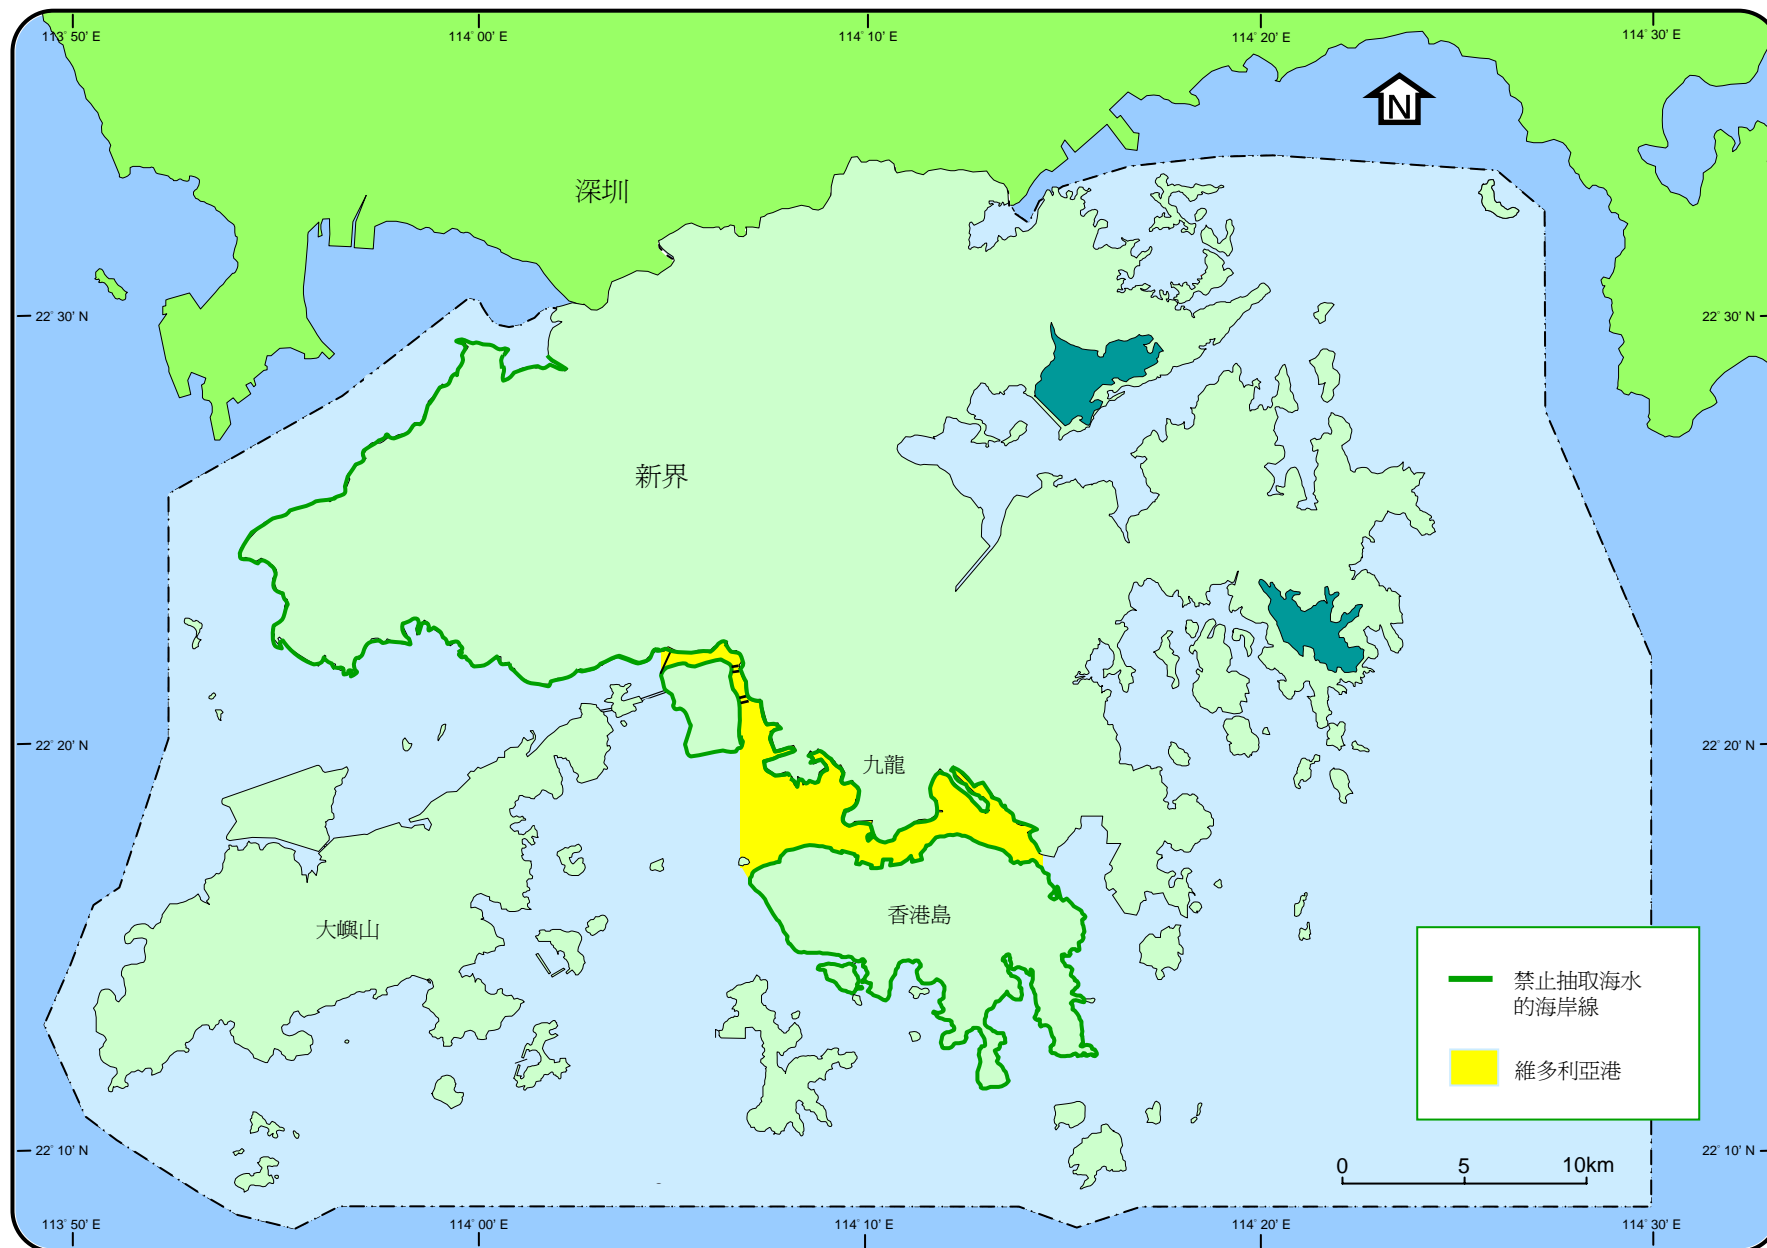 113° 50’ E
114° 00’ E
114° 10’ E
114° 20’ E
114° 30’ E
N
深圳
22° 30’ N
22° 30’ N
新界
22° 20’ N
22° 20’ N
九龍
大嶼山
香港島
禁止抽取海水
的海岸線
維多利亞港
22° 10’ N
22° 10’ N
0 5 10km
113° 50’ E
114° 00’ E
114° 10’ E
114° 20’ E
114° 30’ E